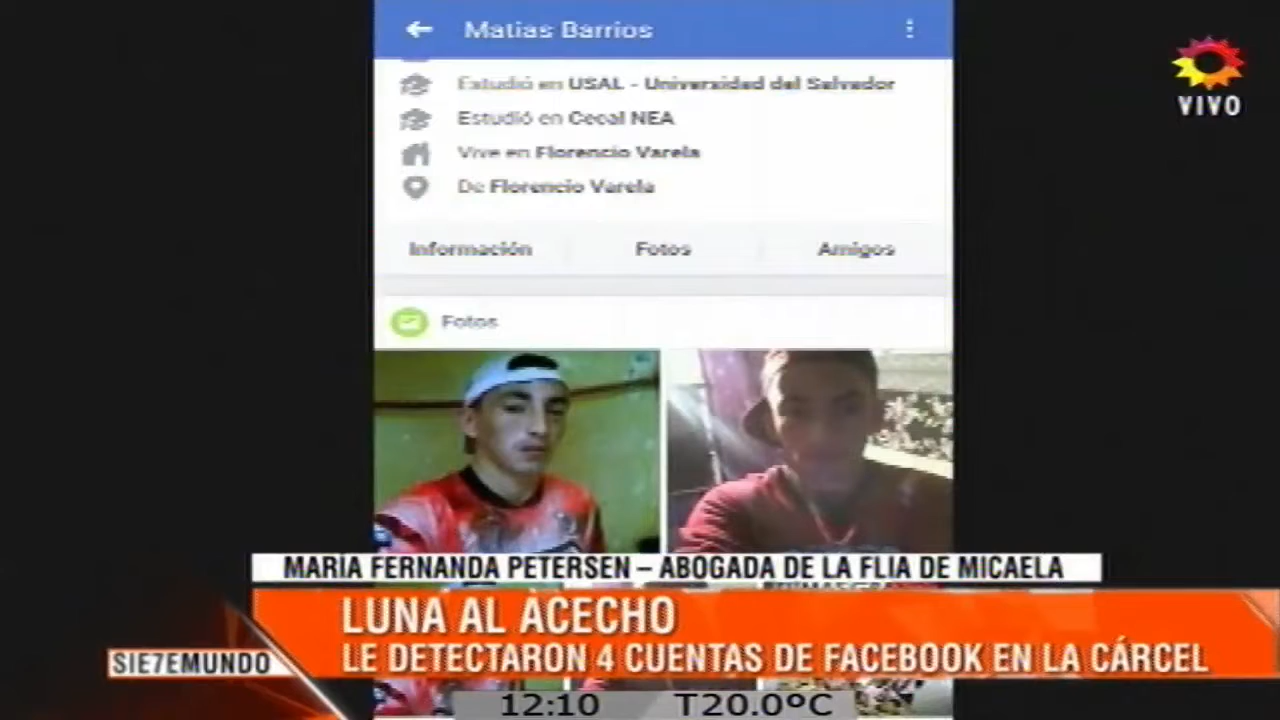 Matias Barrios
Estudió en USAL - Universidad del Salvador
Estudió en Cecal NEA
Vive en Florencio Varela
De Florencio Varela
Información Fotos Amigos
Fotos
VIVO
MARÍA FERNANDA PETERSEN – ABOGADA DE LA FLIA DE MICAELA
LUNA AL ACECHO
LE DETECTARON 4 CUENTAS DE FACEBOOK EN LA CÁRCEL
SIE7EMUNDO
12:10 T20.0ºC